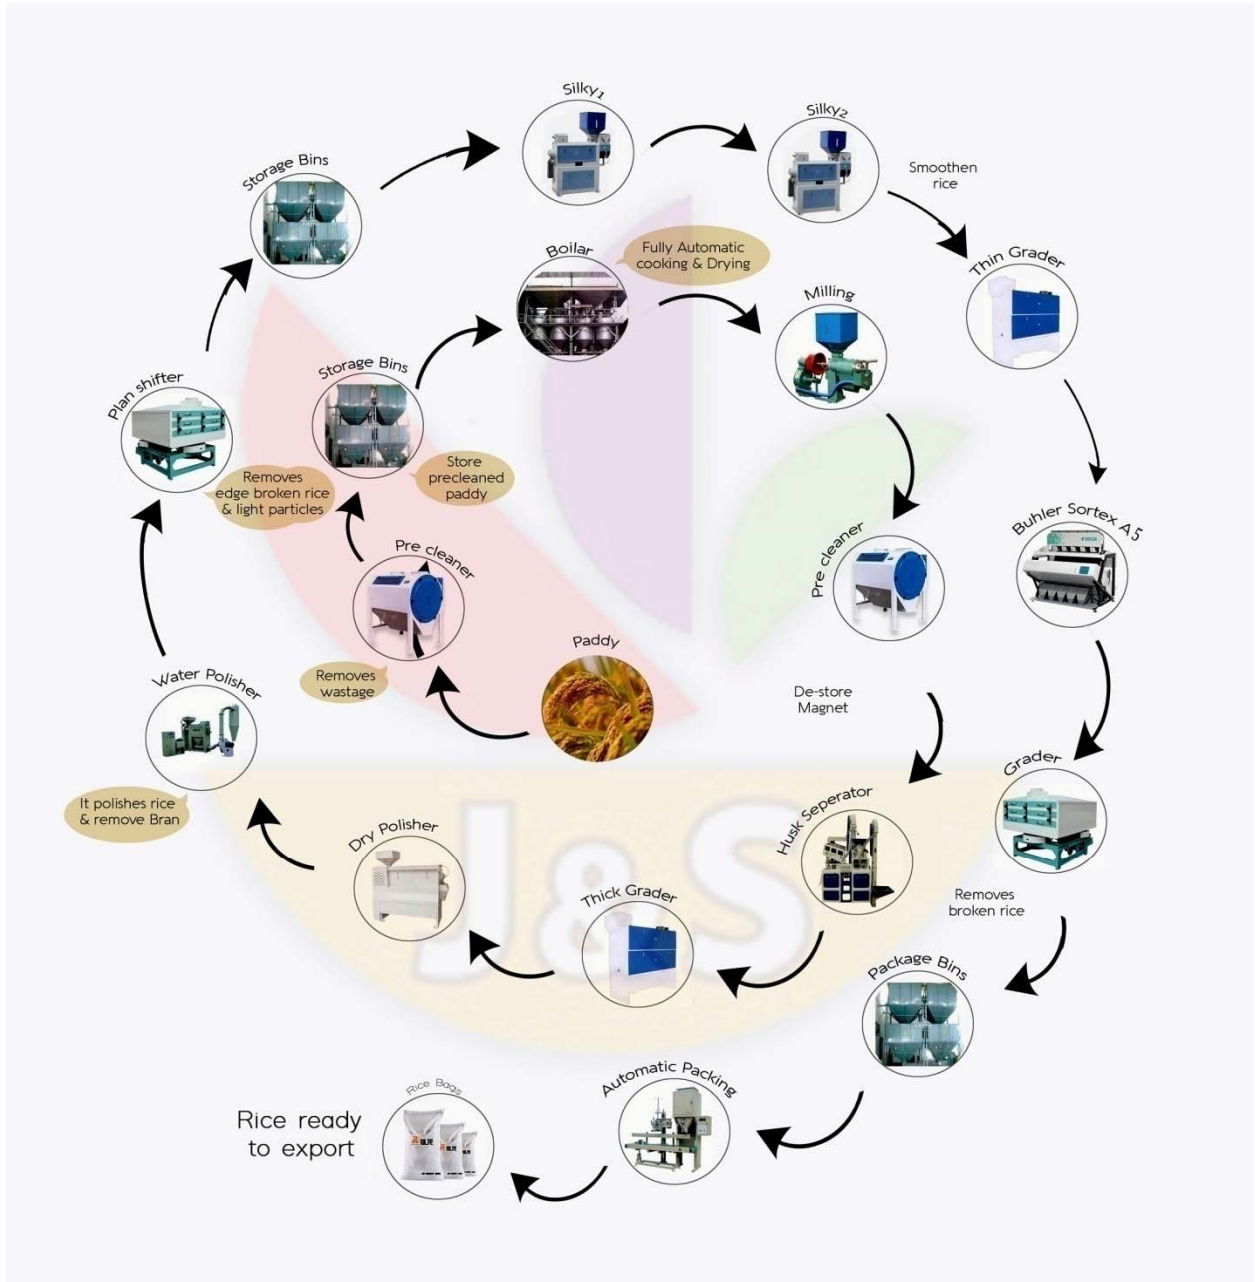 Paddy
Pre cleaner
Removes
wastage
Storage Bins
Store
precleaned
paddy
Boilar
Fully Automatic
cooking & Drying
Milling
Pre cleaner
De-store
Magnet
Husk Seperator
Thick Grader
Dry Polisher
Water Polisher
It polishes rice
& remove Bran
Plan shifter
Removes
edge broken rice
& light particles
Storage Bins
Silky1
Silky2
Smoothen
rice
Thin Grader
Buhler Sortex A5
Grader
Removes
broken rice
Package Bins
Automatic Packing
Rice Bags
Rice ready
to export
J&S